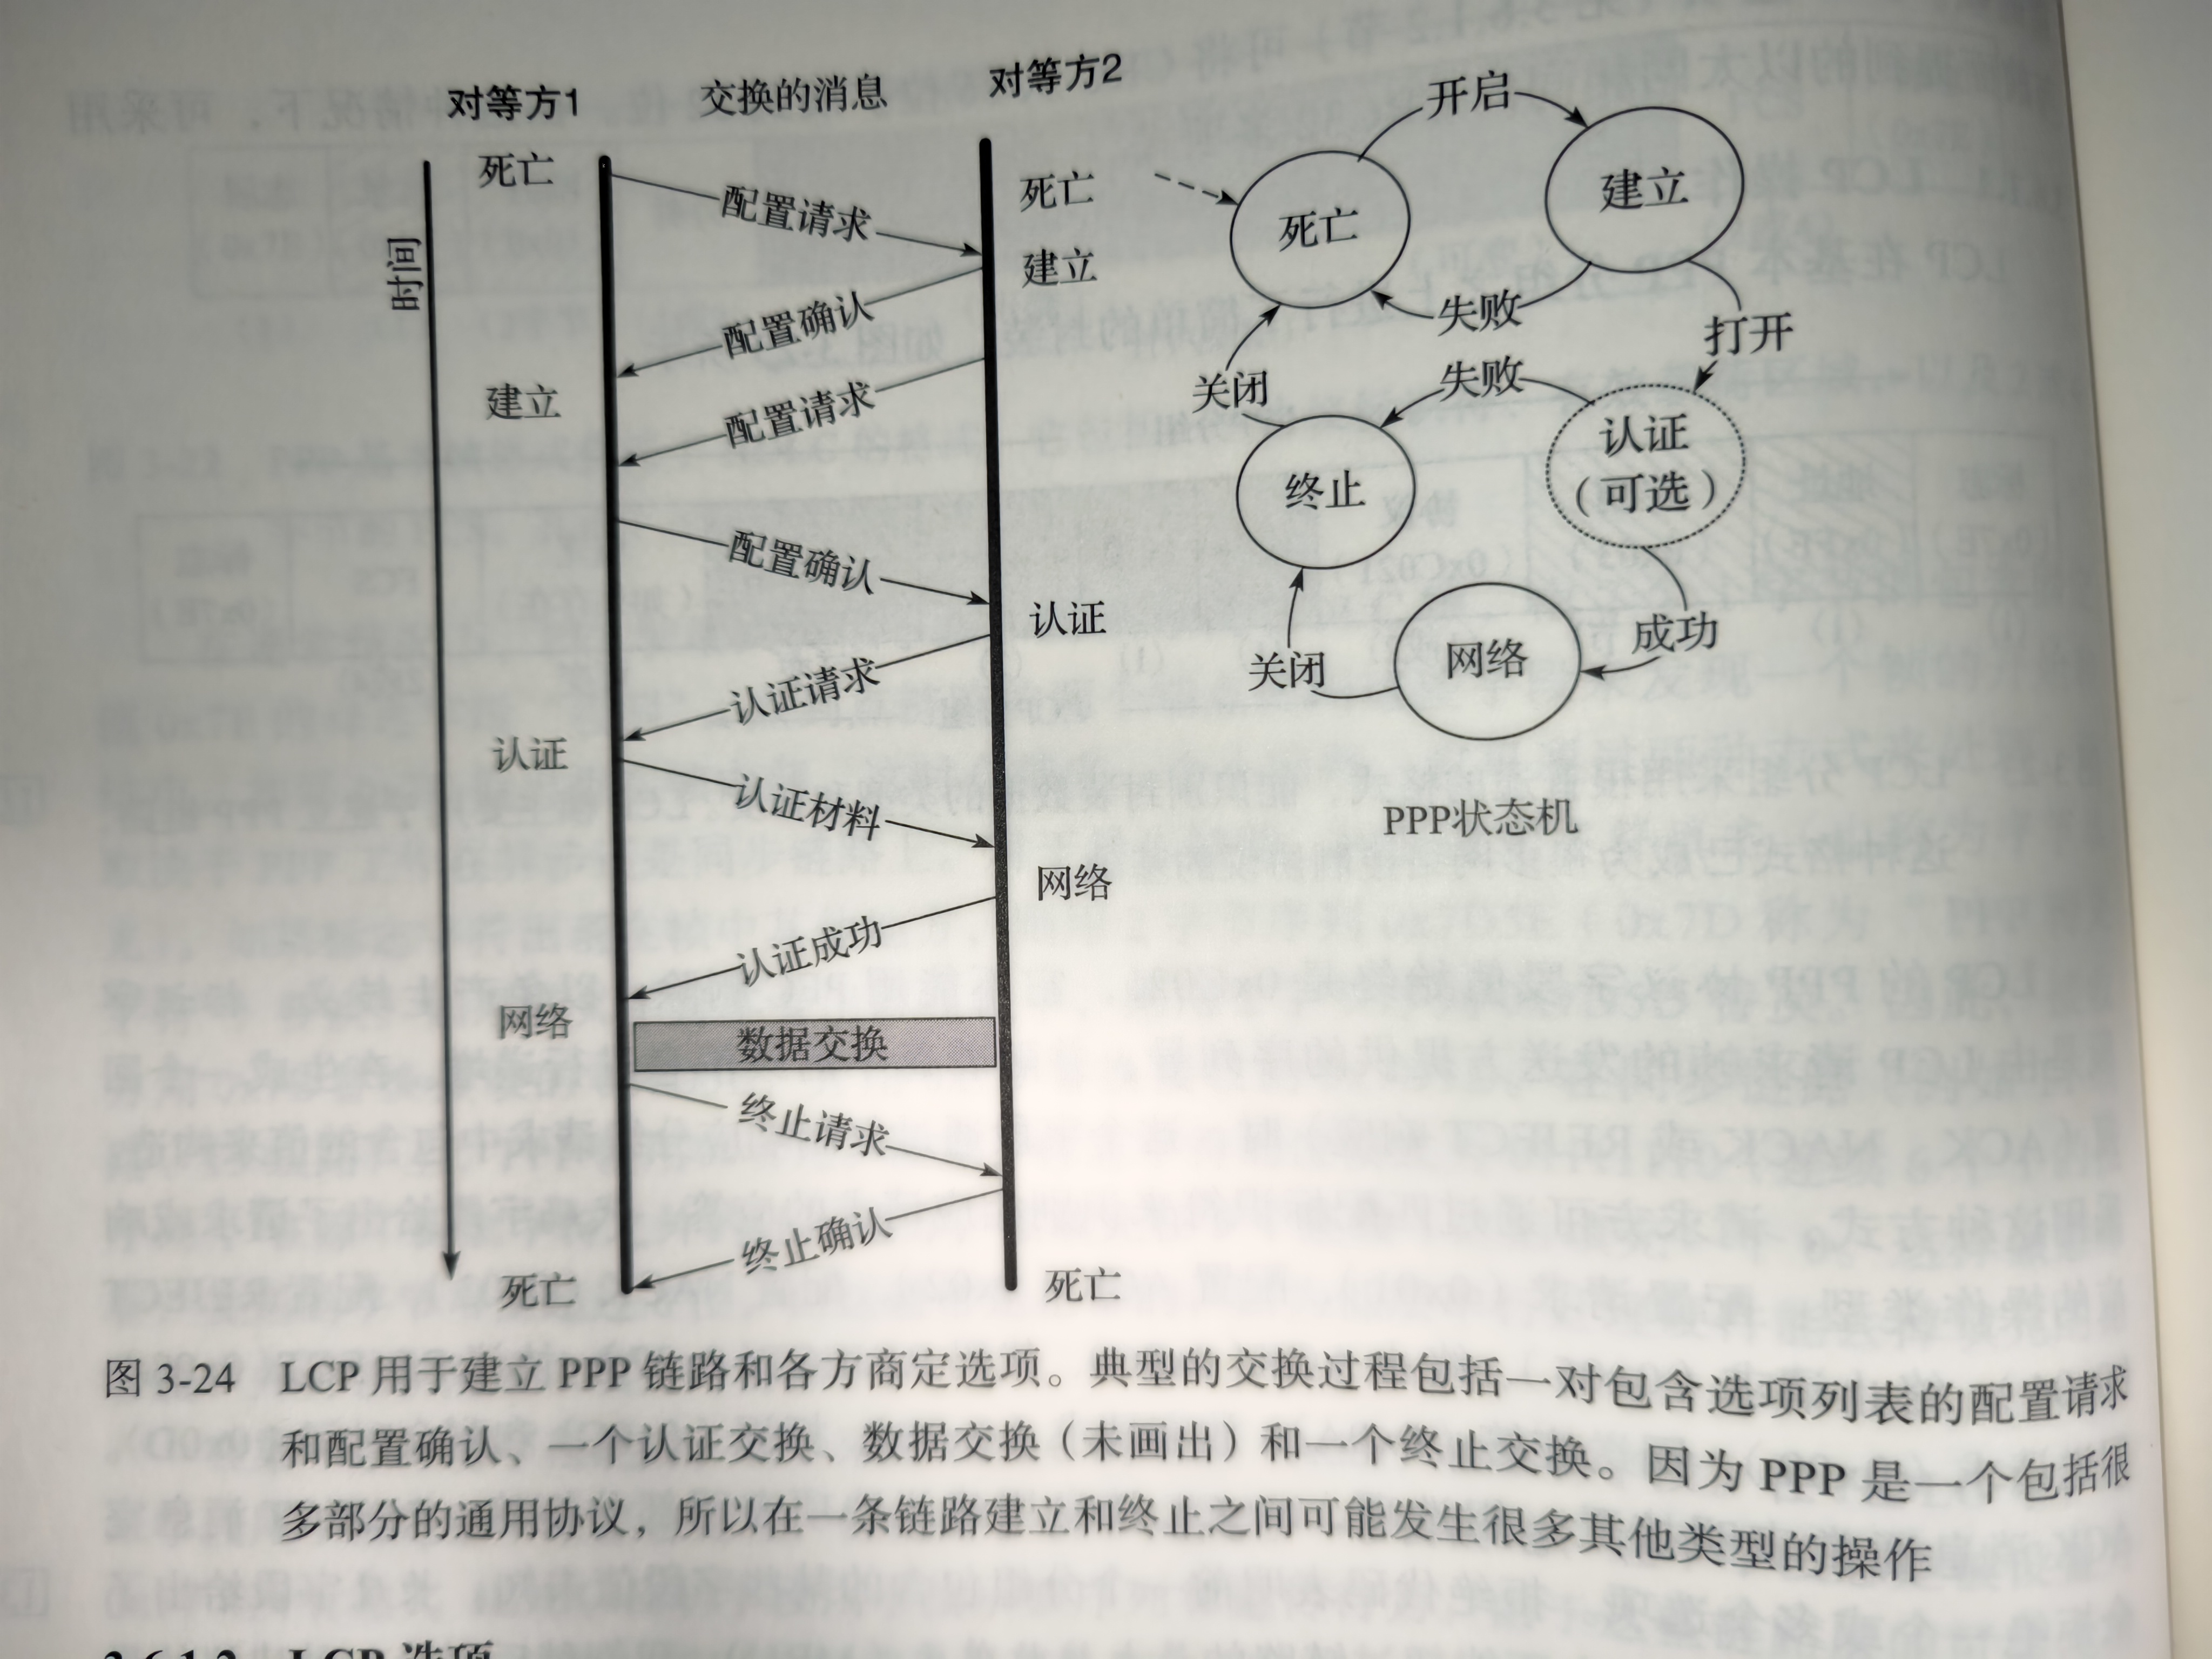 对等方1 交换的消息 对等方2
时间
死亡
配置请求
死亡
建立
配置确认
建立
配置请求
配置确认
认证
认证请求
认证
认证材料
网络
认证成功
网络
数据交换
终止请求
终止确认
死亡
死亡
开启
死亡
建立
失败
打开
关闭
失败
终止
认证
（可选）
成功
关闭
网络
PPP状态机
图 3-24 LCP 用于建立 PPP 链路和各方商定选项。典型的交换过程包括一对包含选项列表的配置请求
和配置确认、一个认证交换、数据交换（未画出）和一个终止交换。因为 PPP 是一个包括很
多部分的通用协议，所以在一条链路建立和终止之间可能发生很多其他类型的操作
3.6.1.2 LCP 选项